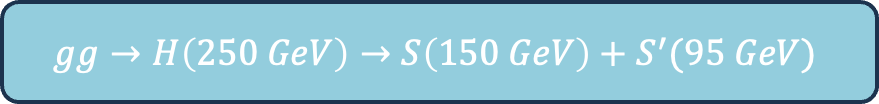 gg → H(250 GeV) → S(150 GeV) + S′(95 GeV)